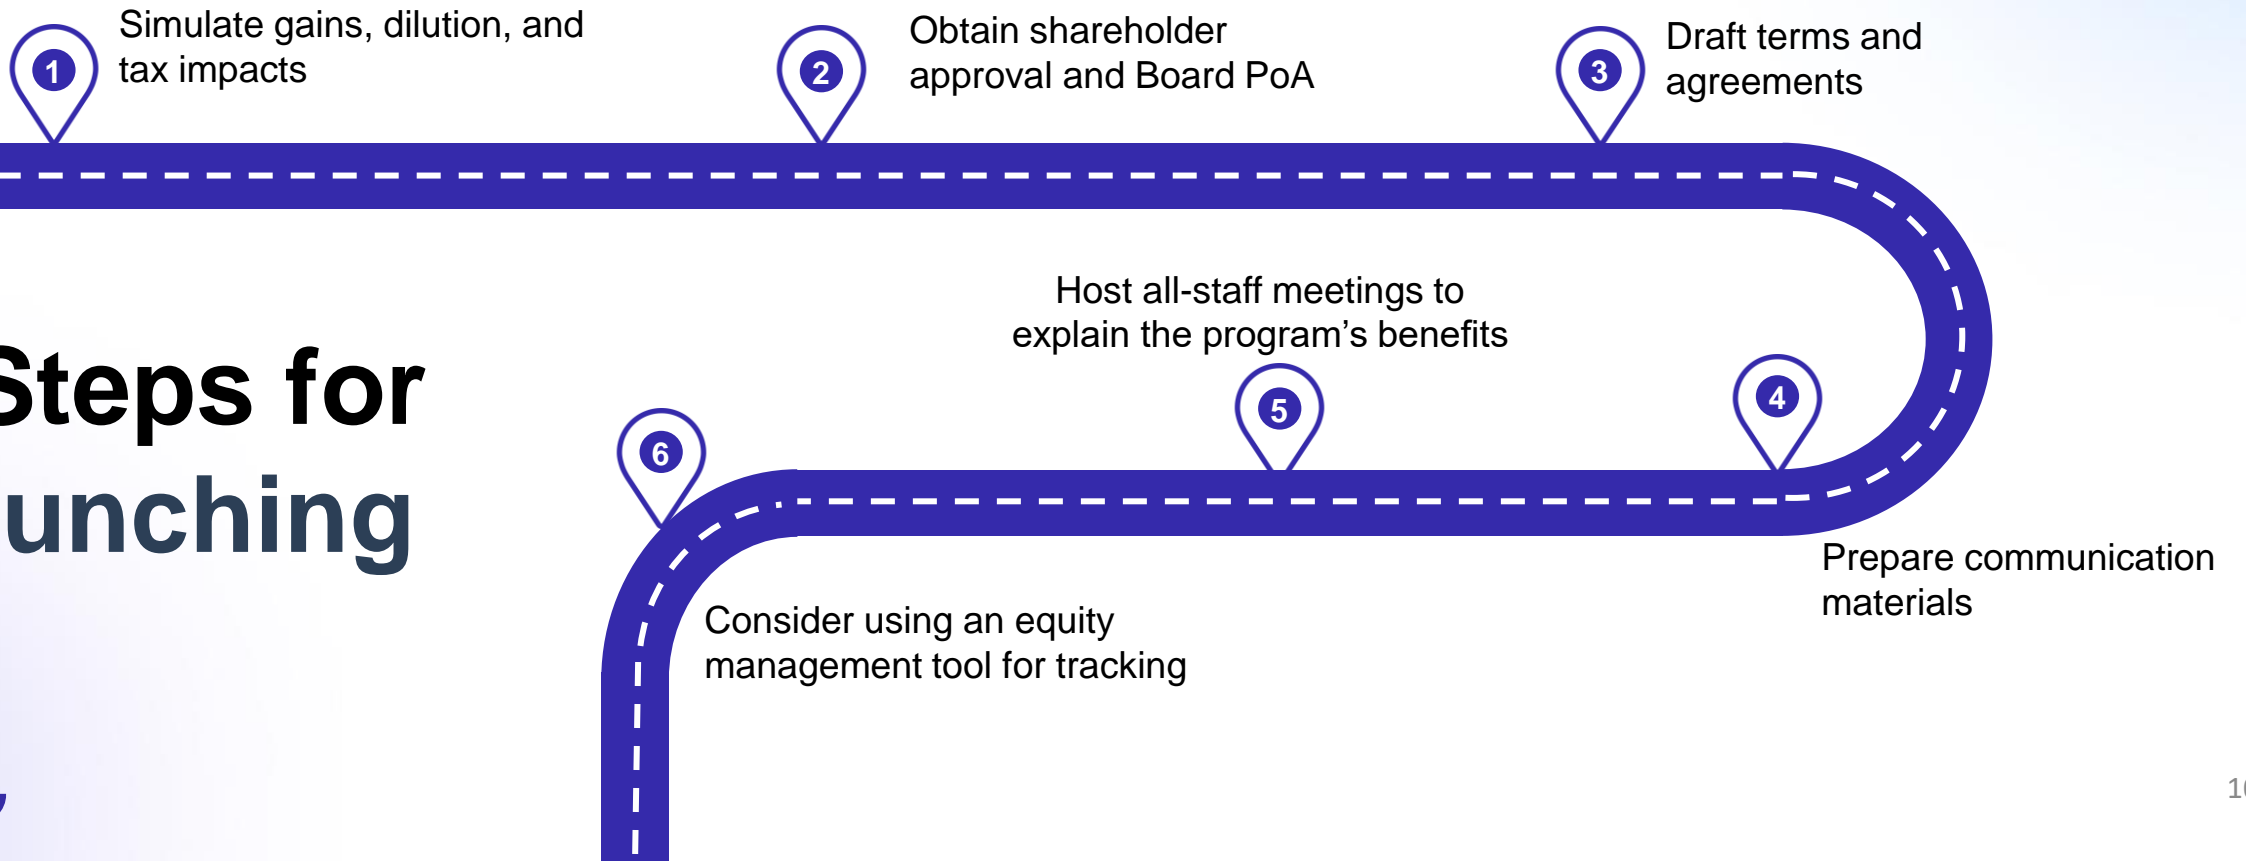 1
Simulate gains, dilution, and
tax impacts
2
Obtain shareholder
approval and Board PoA
3
Draft terms and
agreements
Steps for
unching
Host all-staff meetings to
explain the program’s benefits
6
5
4
Consider using an equity
management tool for tracking
Prepare communication
materials